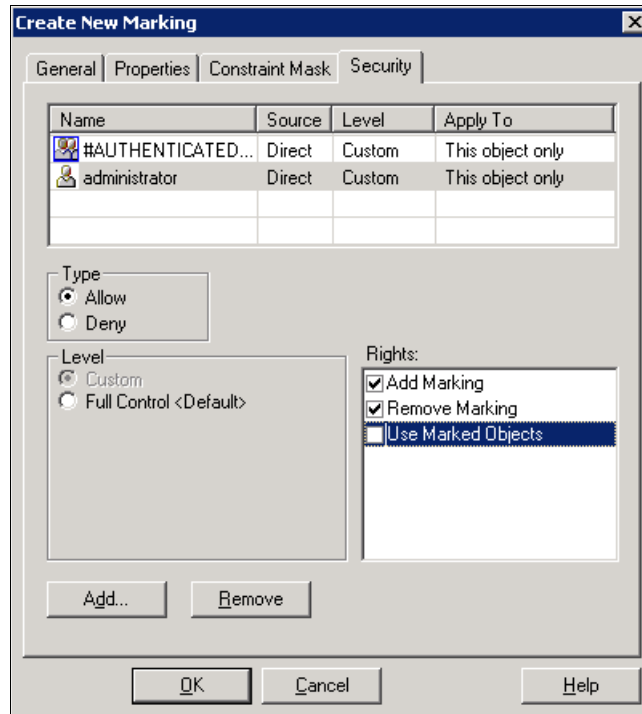 Create New Marking
General Properties Constraint Mask Security
Name Source Level Apply To
#AUTHENTICATED... Direct Custom This object only
administrator Direct Custom This object only
Type
Allow
Deny
Level
Custom
Full Control <Default>
Rights:
Add Marking
Remove Marking
Use Marked Objects
Add... Remove
OK Cancel Help